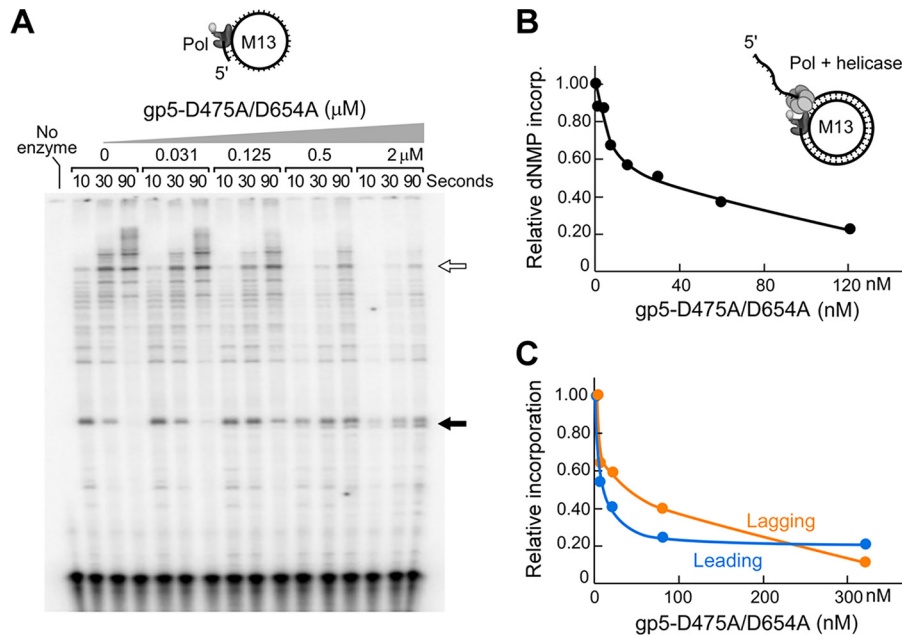 A
Pol
M13
5'
gp5-D475A/D654A (μM)
No
enzyme
0 0.031 0.125 0.5 2 μM
10 30 90 10 30 90 10 30 90 10 30 90 10 30 90 Seconds
B
5'
Pol + helicase
M13
Relative dNMP incorp.
1.00
0.80
0.60
0.40
0.20
0
0 40 80 120 nM
gp5-D475A/D654A (nM)
C
Relative incorporation
1.00
1.00
0.60
0.40
0.20
0
Lagging
Leading
0 100 200 300 nM
gp5-D475A/D654A (nM)